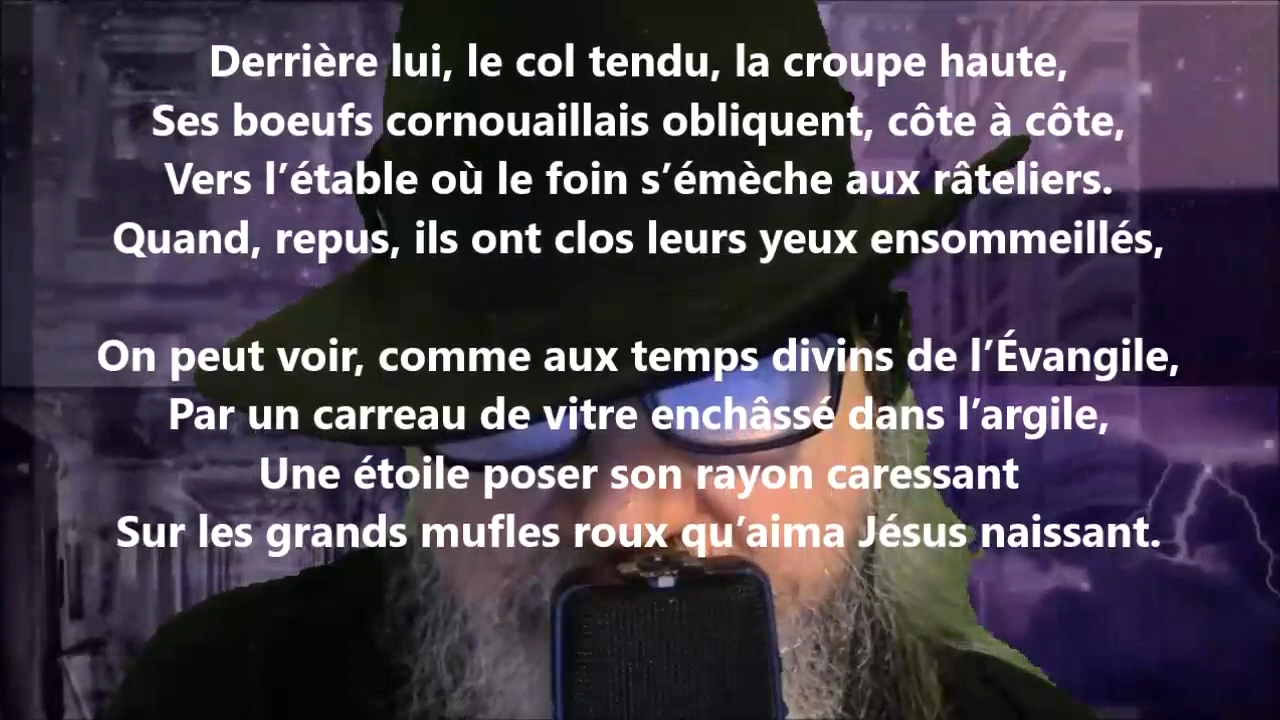 Derrière lui, le col tendu, la croupe haute,
Ses boeufs cornouaillais obliquent, côte à côte,
Vers l’étable où le foin s’émèche aux râteliers.
Quand, repus, ils ont clos leurs yeux ensommeillés,
On peut voir, comme aux temps divins de l’Évangile,
Par un carreau de vitre enchâssé dans l’argile,
Une étoile poser son rayon caressant
Sur les grands mufles roux qu’aima Jésus naissant.